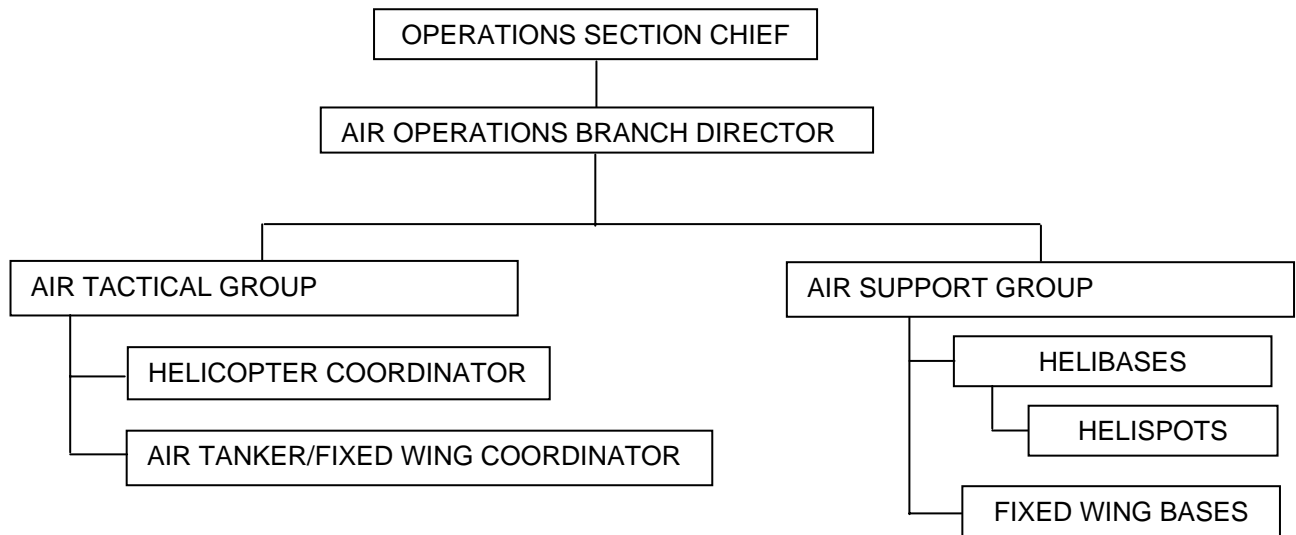 OPERATIONS SECTION CHIEF
AIR OPERATIONS BRANCH DIRECTOR
AIR TACTICAL GROUP
HELICOPTER COORDINATOR
AIR TANKER/FIXED WING COORDINATOR
AIR SUPPORT GROUP
HELIBASES
HELISPOTS
FIXED WING BASES